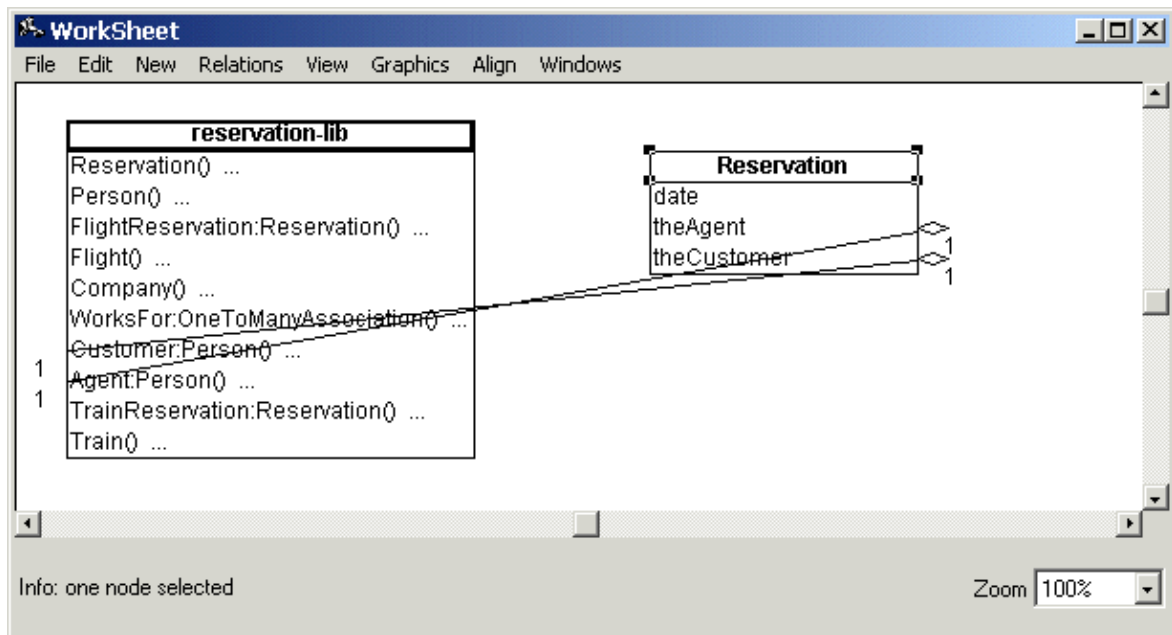 WorkSheet
File Edit New Relations View Graphics Align Windows
reservation-lib
Reservation() ...
Person() ...
FlightReservation:Reservation() ...
Flight() ...
Company() ...
WorksFor:OneToManyAssociation() ...
Customer:Person() ...
Agent:Person() ...
TrainReservation:Reservation() ...
Train() ...
1
1
Reservation
date
theAgent
theCustomer
1
1
Info: one node selected
Zoom 100%